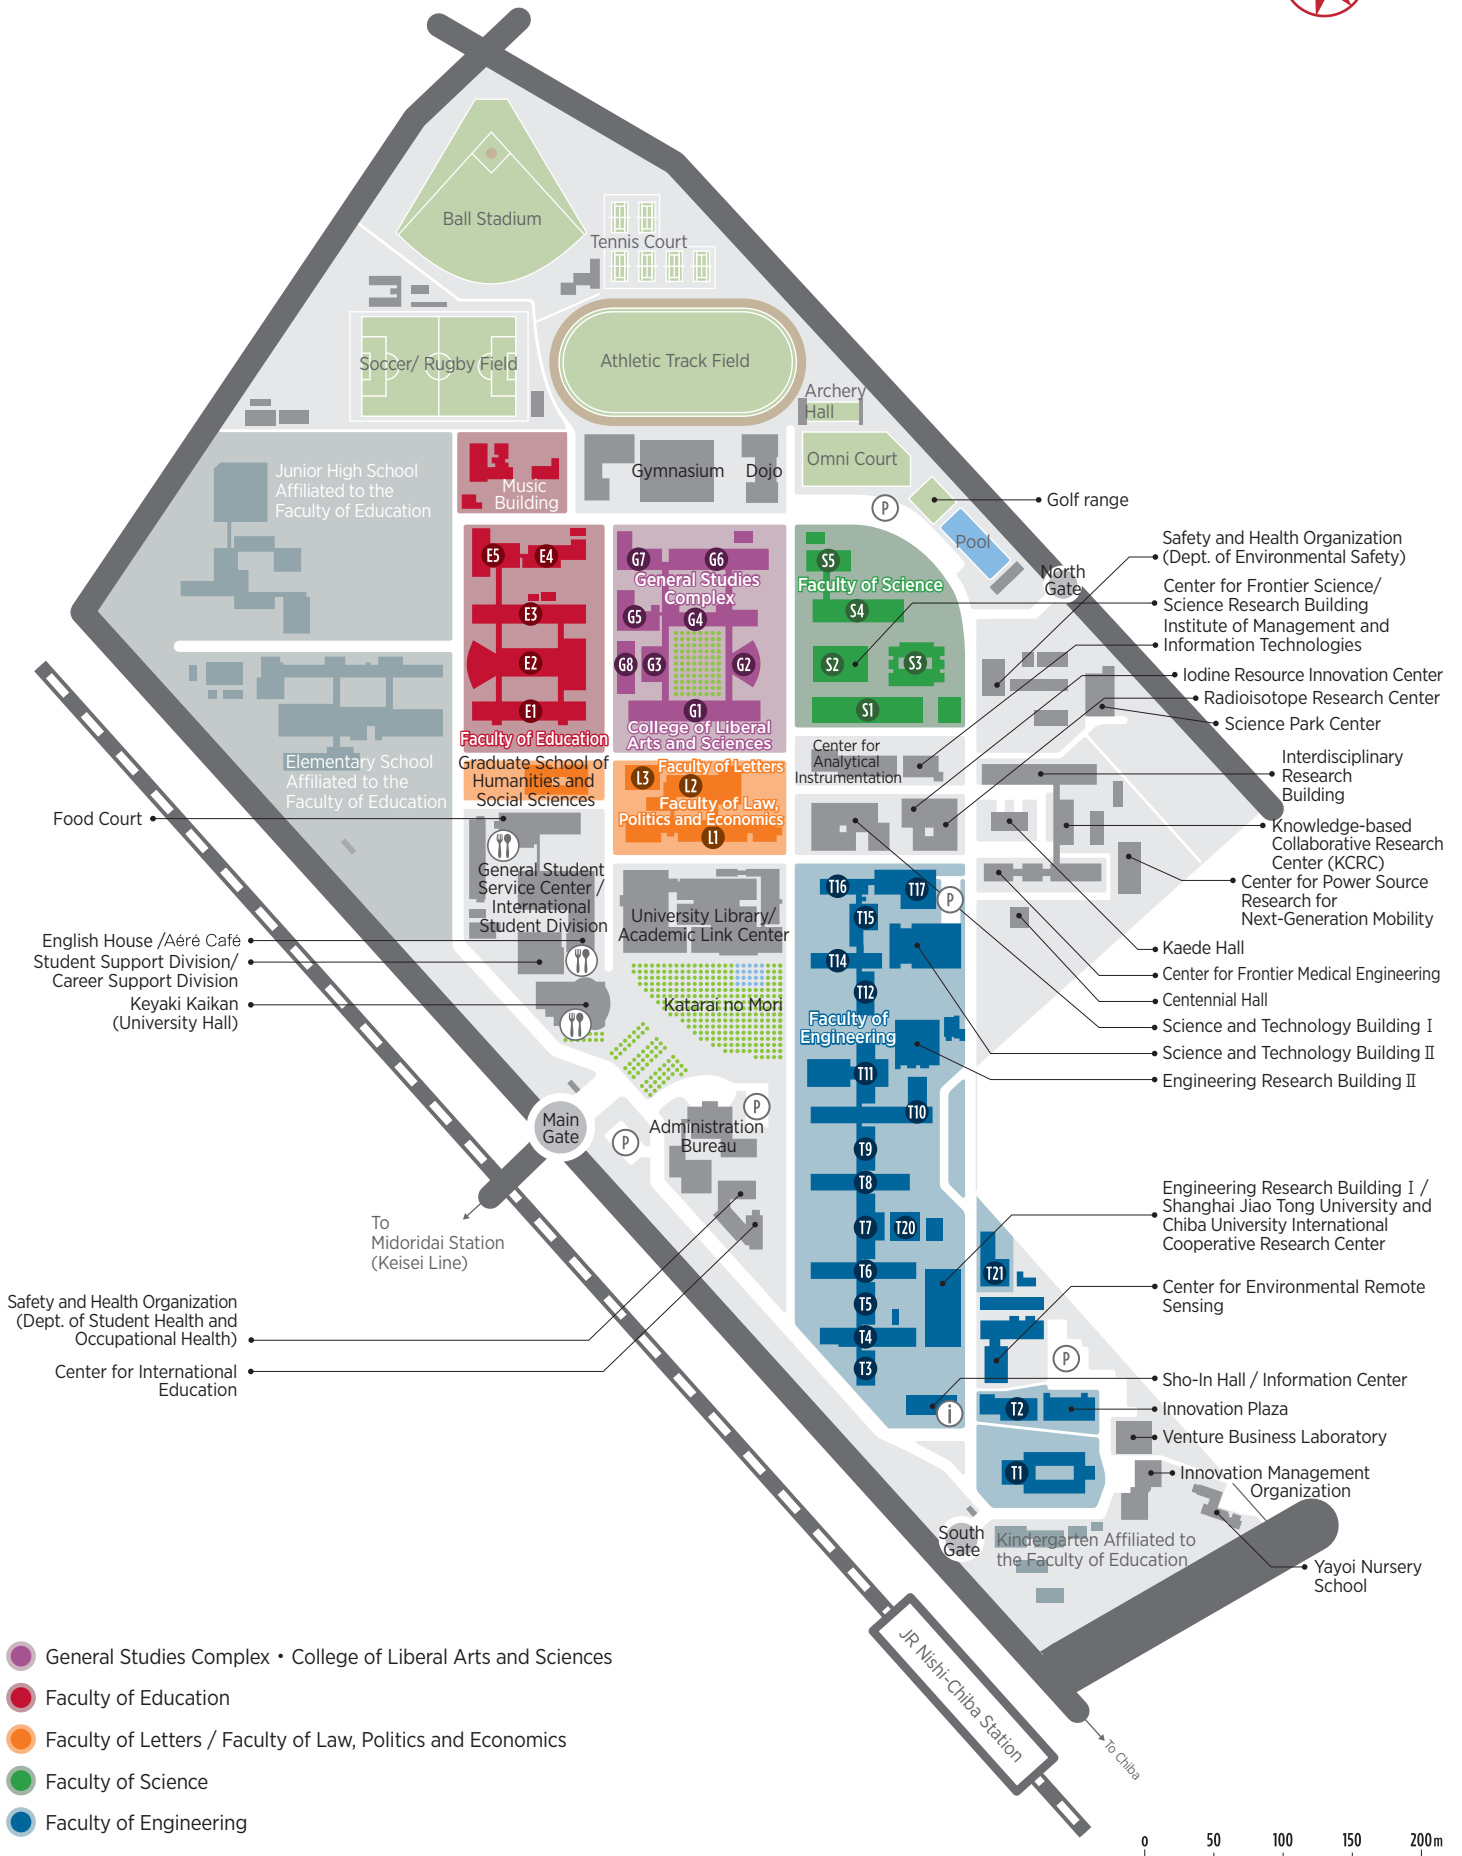 Ball Stadium
Tennis Court
Soccer/ Rugby Field
Athletic Track Field
Archery
Hall
Omni Court
Gymnasium
Dojo
Junior High School
Affiliated to the
Faculty of Education
Music
Building
P
Golf range
Pool
North
Gate
Safety and Health Organization
(Dept. of Environmental Safety)
Center for Frontier Science/
Science Research Building
Institute of Management and
Information Technologies
Iodine Resource Innovation Center
Radioisotope Research Center
Science Park Center
Interdisciplinary
Research
Building
Knowledge-based
Collaborative Research
Center (KCRC)
Center for Power Source
Research for
Next-Generation Mobility
Kaede Hall
Center for Frontier Medical Engineering
Centennial Hall
Science and Technology Building Ⅰ
Science and Technology Building Ⅱ
Engineering Research Building Ⅱ
E5
E4
E3
E2
E1
Faculty of Education
G7
G6
General Studies
Complex
G5
G4
G8
G3
G2
G1
College of Liberal
Arts and Sciences
S5
Faculty of Science
S4
S2
S3
S1
Elementary School
Affiliated to the
Faculty of Education
Graduate School of
Humanities and
Social Sciences
L3
Faculty of Letters
L2
Faculty of Law,
Politics and Economics
L1
Center for
Analytical
Instrumentation
Food Court
General Student
Service Center /
International
Student Division
University Library/
Academic Link Center
English House /Aéré Café
Student Support Division/
Career Support Division
Keyaki Kaikan
(University Hall)
Katarai no Mori
T16
T17
P
T15
T14
T12
Faculty of
Engineering
T11
T10
T9
T8
T7
T20
T6
T5
T4
T3
T21
T2
T1
Main
Gate
P
P
Administration
Bureau
To
Midoridai Station
(Keisei Line)
Safety and Health Organization
(Dept. of Student Health and
Occupational Health)
Center for International
Education
Engineering Research Building Ⅰ /
Shanghai Jiao Tong University and
Chiba University International
Cooperative Research Center
Center for Environmental Remote
Sensing
P
Sho-In Hall / Information Center
i
Innovation Plaza
Venture Business Laboratory
Innovation Management
Organization
South
Gate
Kindergarten Affiliated to
the Faculty of Education
Yayoi Nursery
School
JR Nishi-Chiba Station
To Chiba
General Studies Complex・College of Liberal Arts and Sciences
Faculty of Education
Faculty of Letters / Faculty of Law, Politics and Economics
Faculty of Science
Faculty of Engineering
0 50 100 150 200m